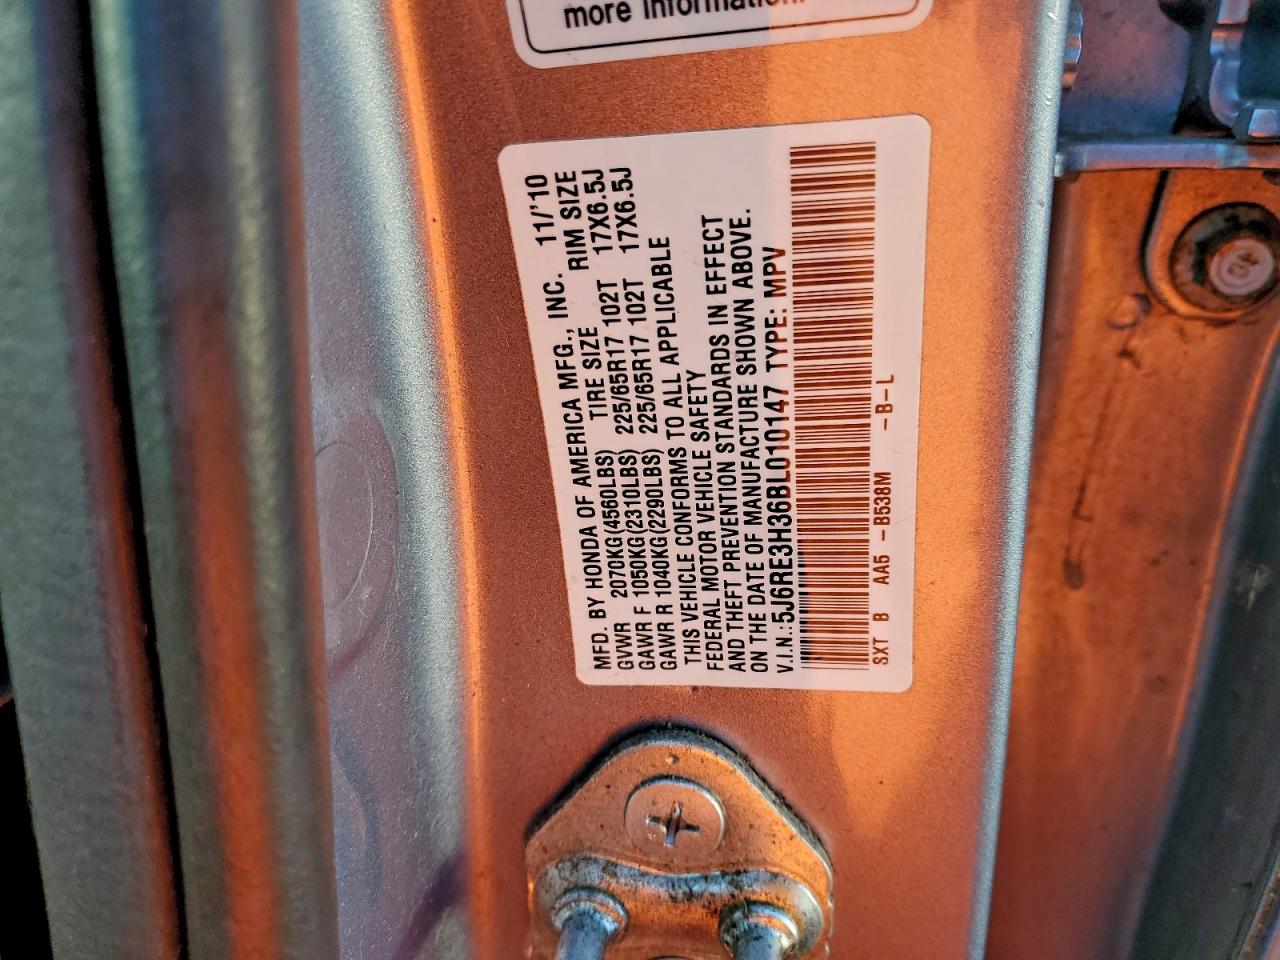 more information.
MFD. BY HONDA OF AMERICA MFG., INC. 11/'10
GVWR 2070KG(4560LBS) TIRE SIZE RIM SIZE
GAWR F 1050KG(2310LBS) 225/65R17 102T 17X6.5J
GAWR R 1040KG(2290LBS) 225/65R17 102T 17X6.5J
THIS VEHICLE CONFORMS TO ALL APPLICABLE
FEDERAL MOTOR VEHICLE SAFETY
AND THEFT PREVENTION STANDARDS IN EFFECT
ON THE DATE OF MANUFACTURE SHOWN ABOVE.
V.I.N.: 5J6RE3H36BL010147 TYPE: MPV
SXT B AA5 -B538M -B-L
10